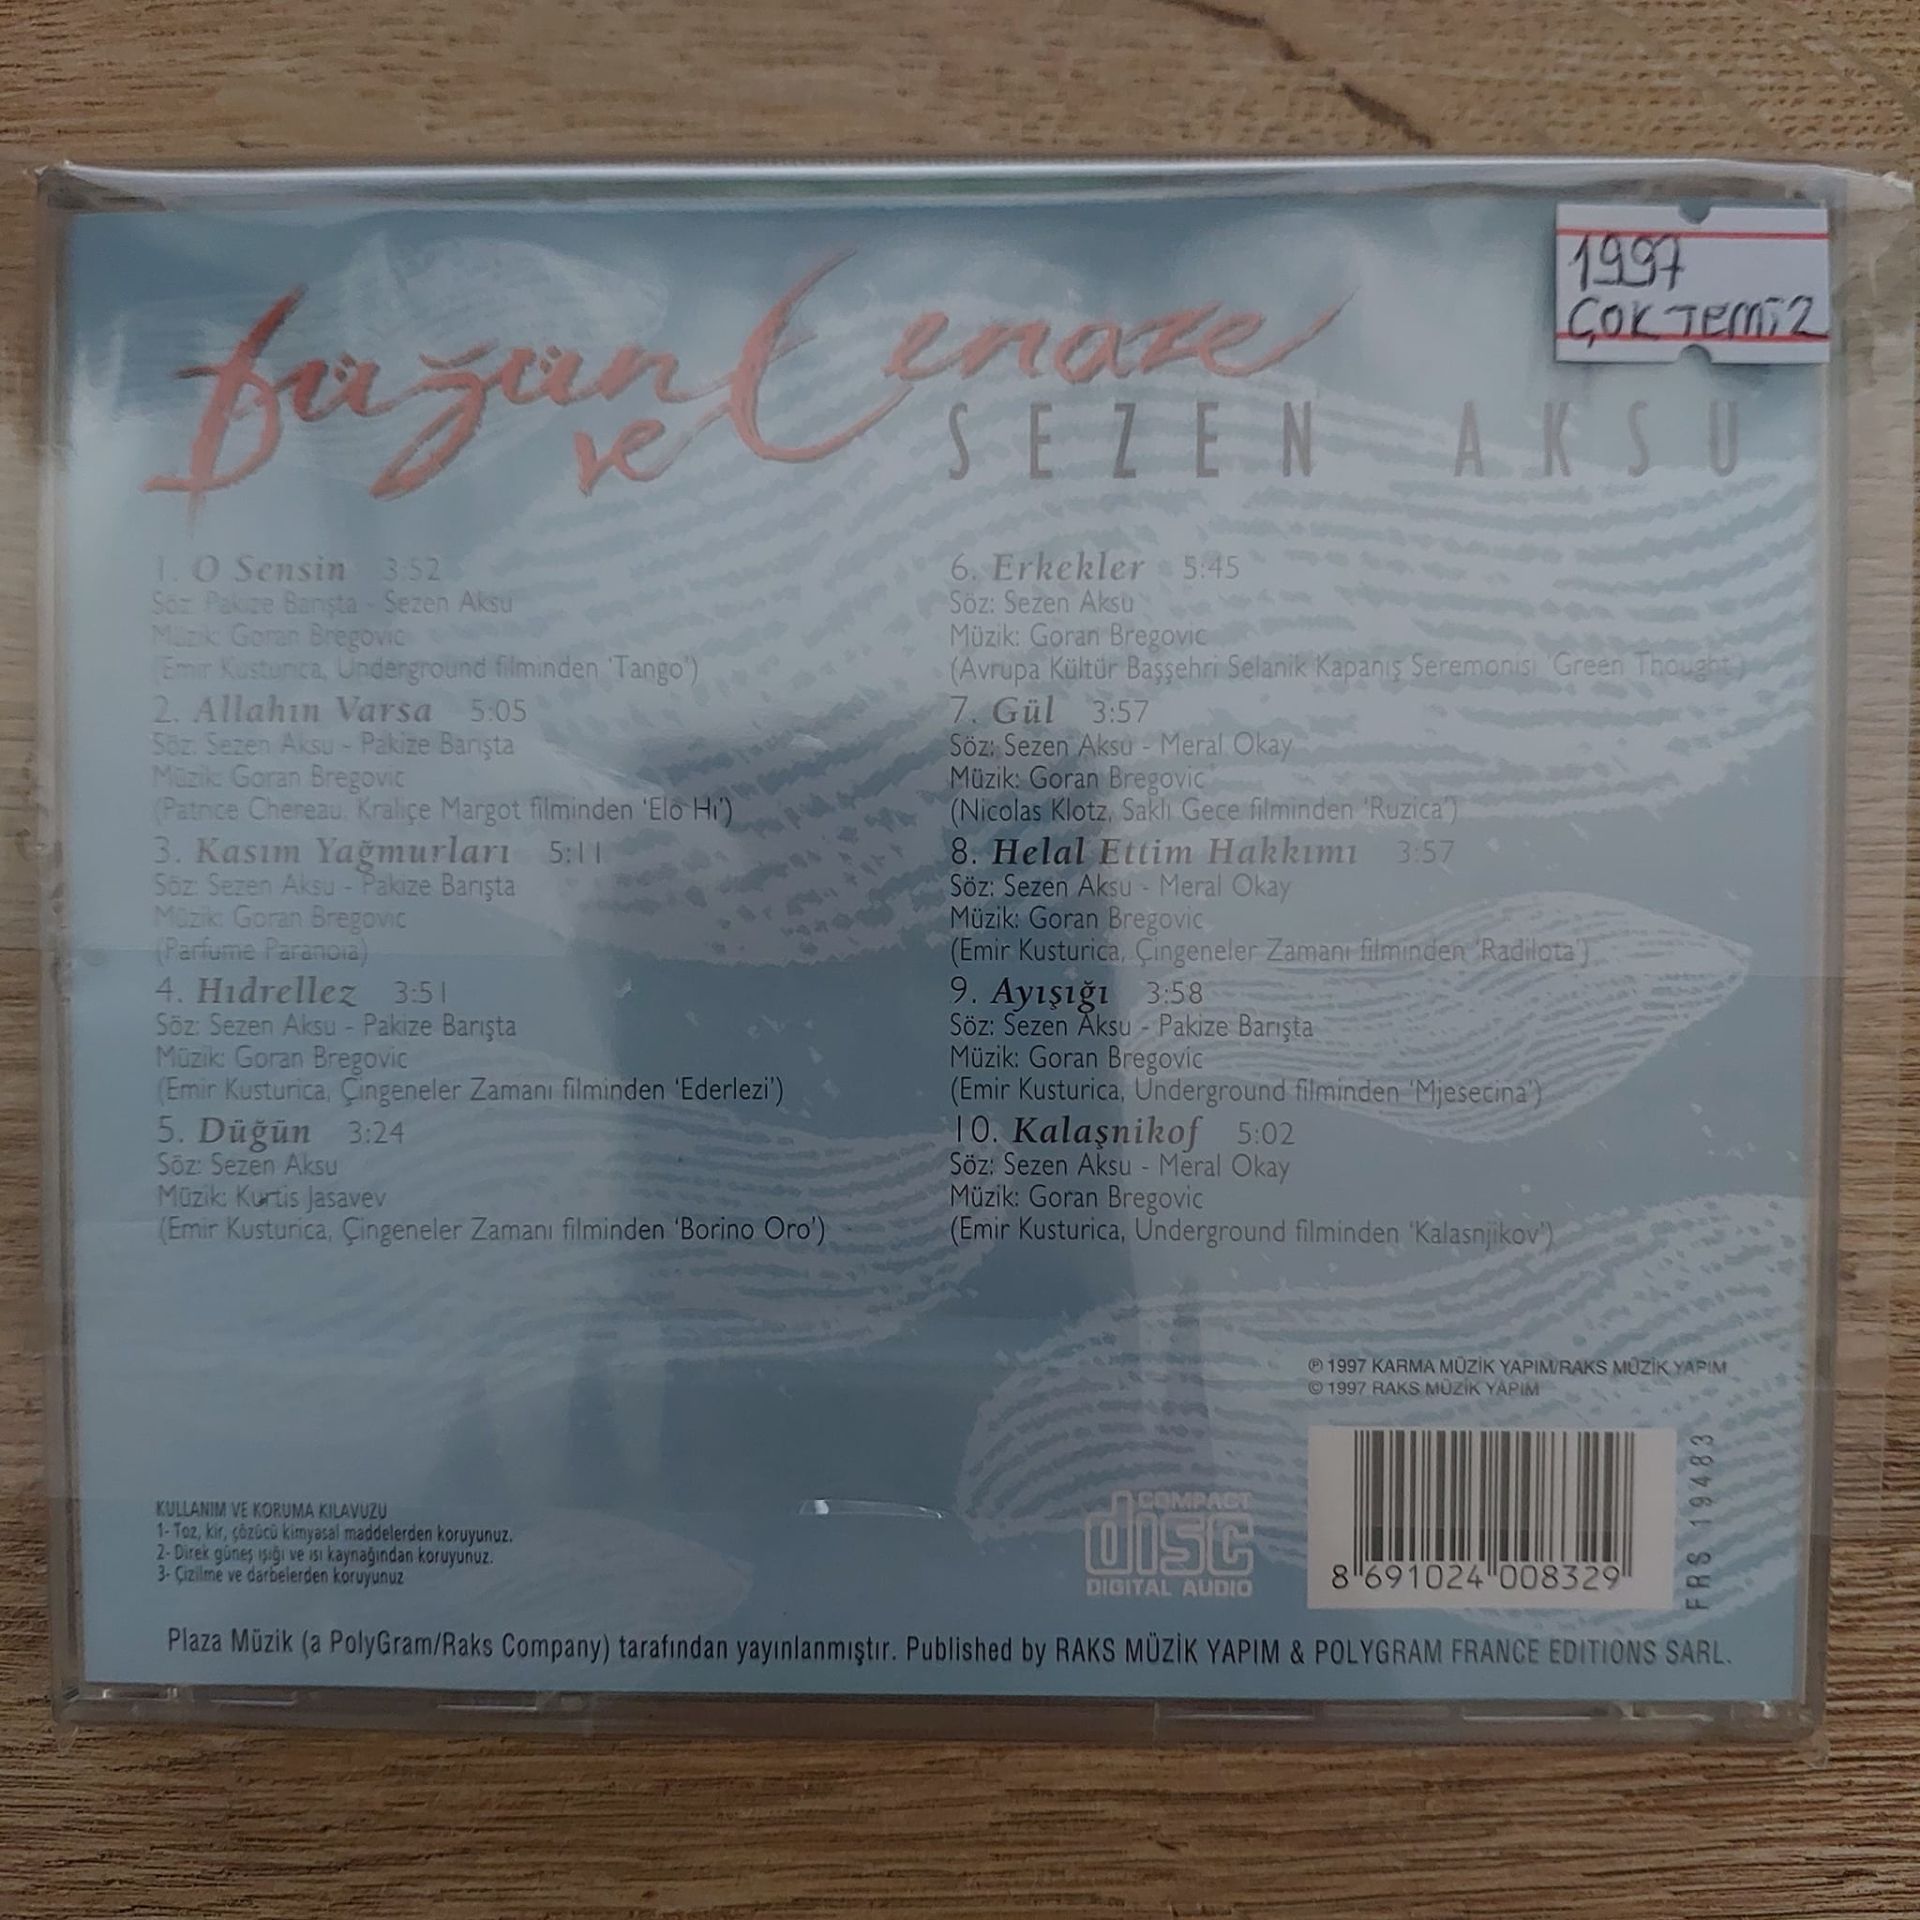 1997
ÇOK Temiz
Düğün ve Cenaze
SEZEN AKSU
1. O Sensin 3:52
Söz: Pakize Barışta - Sezen Aksu
Müzik: Goran Bregovic
(Emir Kusturica, Underground filminden 'Tango')
2. Allahın Varsa 5:05
Söz: Sezen Aksu - Pakize Barışta
Müzik: Goran Bregovic
(Patrice Chereau, Kraliçe Margot filminden 'Elo Hi')
3. Kasım Yağmurları 5:11
Söz: Sezen Aksu - Pakize Barışta
Müzik: Goran Bregovic
(Parfume Paranoia)
4. Hıdrellez 3:51
Söz: Sezen Aksu - Pakize Barışta
Müzik: Goran Bregovic
(Emir Kusturica, Çingeneler Zamanı filminden 'Ederlezi')
5. Düğün 3:24
Söz: Sezen Aksu
Müzik: Kurtis Jasavev
(Emir Kusturica, Çingeneler Zamanı filminden 'Borino Oro')
6. Erkekler 5:45
Söz: Sezen Aksu
Müzik: Goran Bregovic
(Avrupa Kültür Başşehri Selanik Kapanış Seremonisi 'Green Thought')
7. Gül 3:57
Söz: Sezen Aksu - Meral Okay
Müzik: Goran Bregovic
(Nicolas Klotz, Saklı Gece filminden 'Ruzica')
8. Helal Ettim Hakkımı 3:57
Söz: Sezen Aksu - Meral Okay
Müzik: Goran Bregovic
(Emir Kusturica, Çingeneler Zamanı filminden 'Radilota')
9. Ayışığı 3:58
Söz: Sezen Aksu - Pakize Barışta
Müzik: Goran Bregovic
(Emir Kusturica, Underground filminden 'Mjesecina')
10. Kalaşnikof 5:02
Söz: Sezen Aksu - Meral Okay
Müzik: Goran Bregovic
(Emir Kusturica, Underground filminden 'Kalasnjikov')
℗ 1997 KARMA MÜZİK YAPIM/RAKS MÜZİK YAPIM
© 1997 RAKS MÜZİK YAPIM
KULLANIM VE KORUMA KILAVUZU
1- Toz, kir, çözücü kimyasal maddelerden koruyunuz.
2- Direk güneş ışığı ve ısı kaynağından koruyunuz.
3- Çizilme ve darbelerden koruyunuz
COMPACT
disc
DIGITAL AUDIO
8 691024 008329
FRS 19483
Plaza Müzik (a PolyGram/Raks Company) tarafından yayınlanmıştır. Published by RAKS MÜZİK YAPIM & POLYGRAM FRANCE EDITIONS SARL.